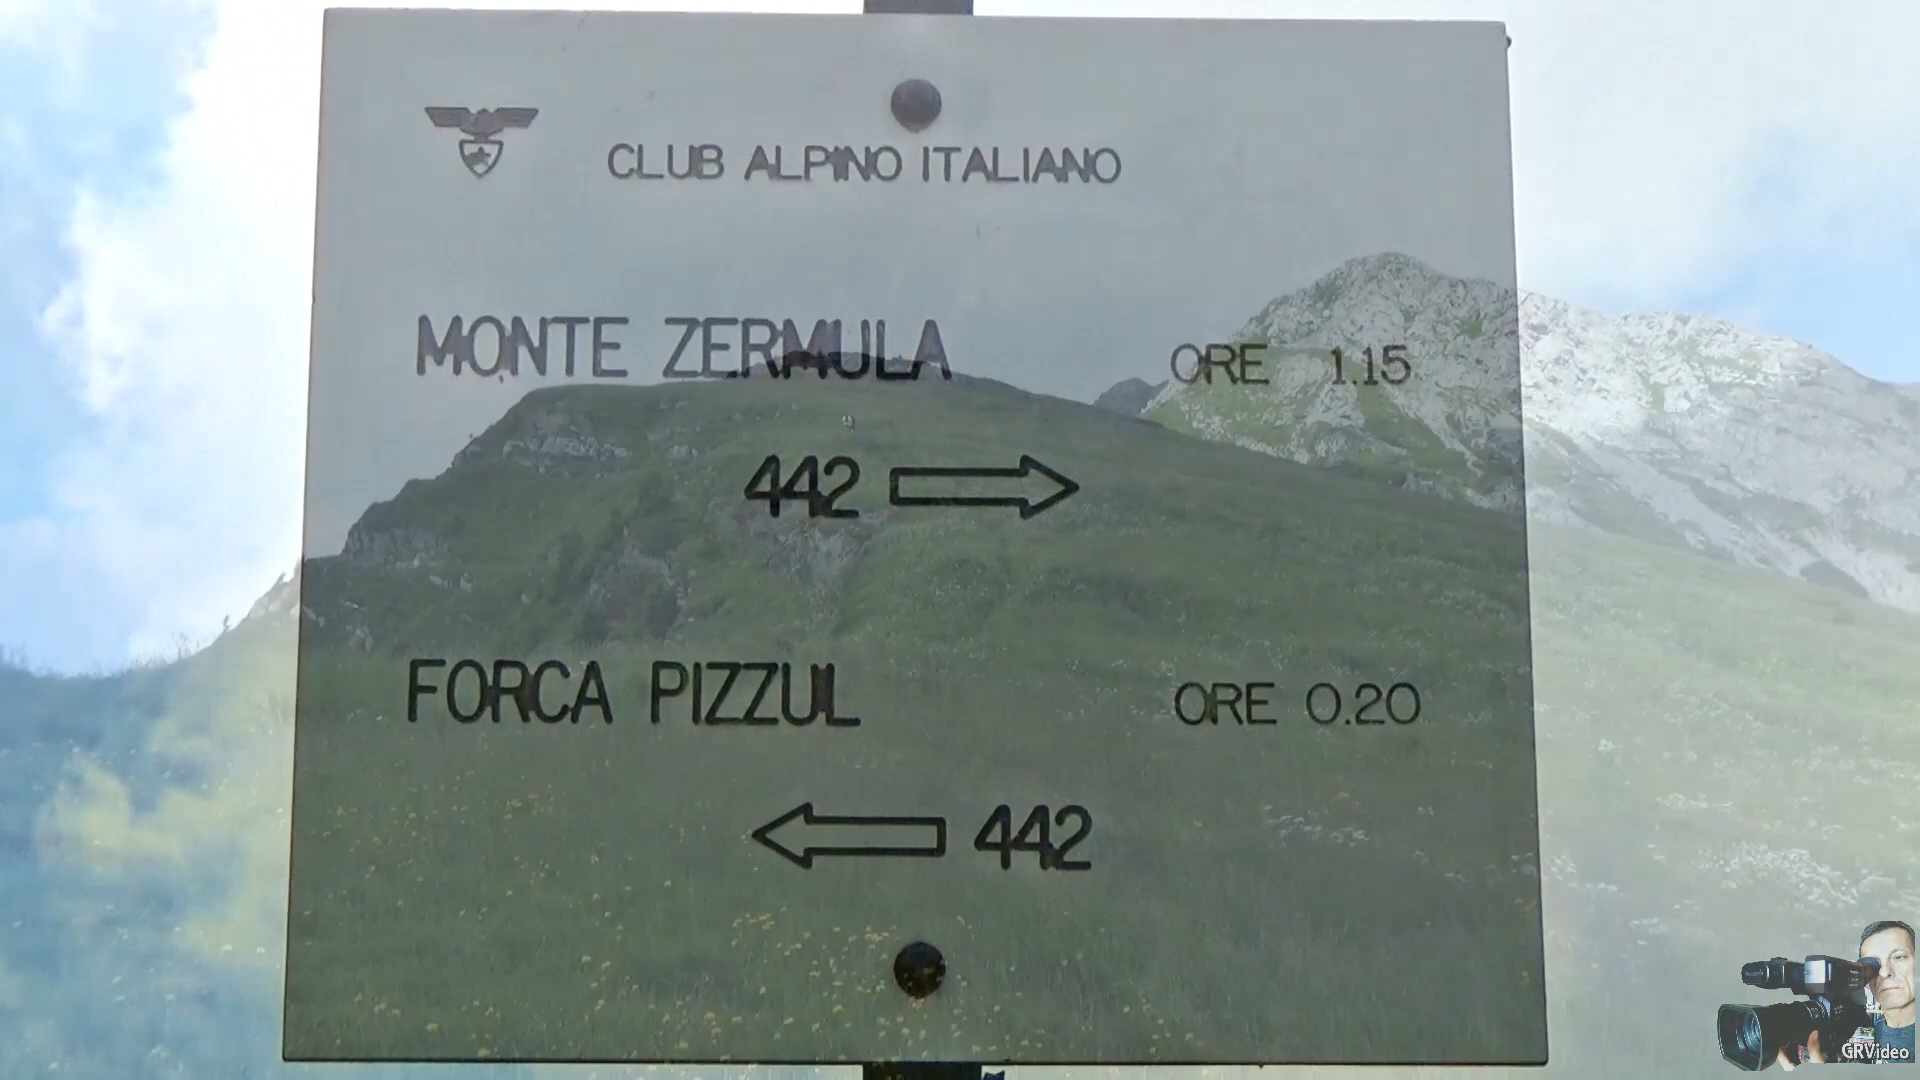 CLUB ALPINO ITALIANO
MONTE ZERMULA ORE 1.15
442
FORCA PIZZUL ORE 0.20
442
GRVideo